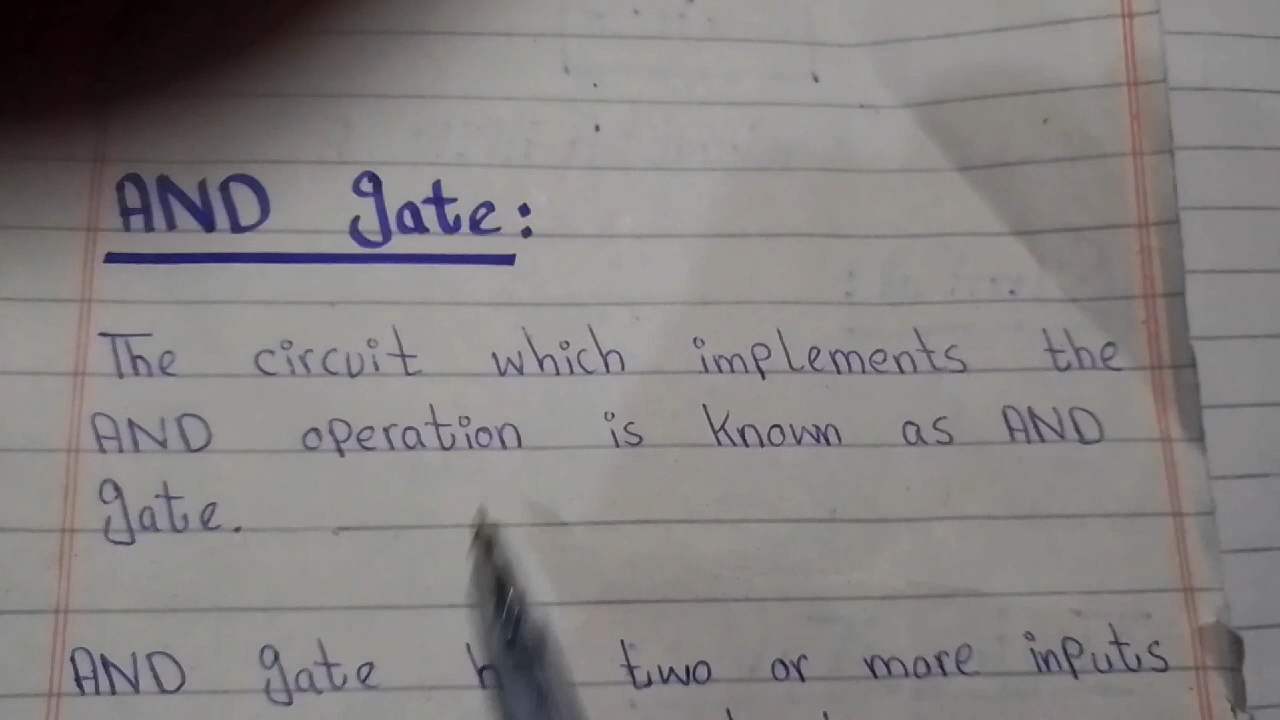 AND gate:
The circuit which implements the
AND operation is known as AND
gate.
AND gate two or more inputs